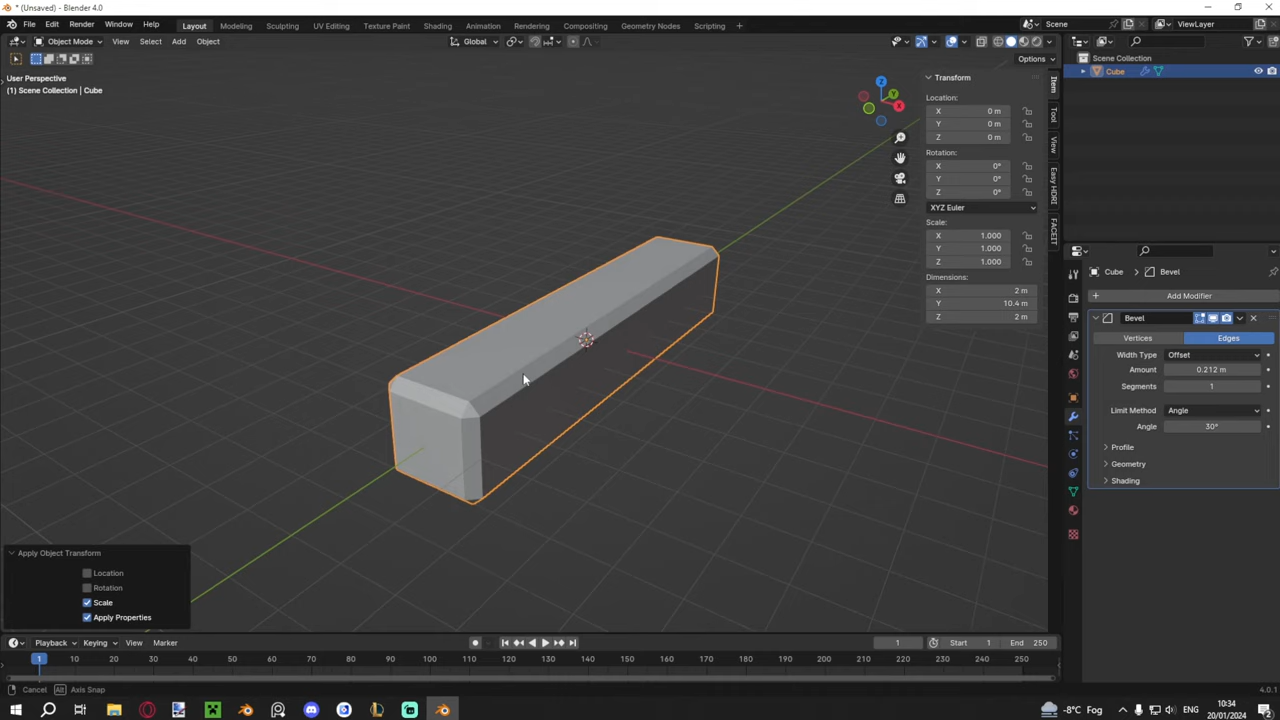 * (Unsaved) - Blender 4.0
File Edit Render Window Help Layout Modeling Sculpting UV Editing Texture Paint Shading Animation Rendering Compositing Geometry Nodes Scripting Scene ViewLayer
Object Mode View Select Add Object Global
Options
User Perspective
(1) Scene Collection | Cube
Z
Y
X
Transform
Location:
X 0 m
Y 0 m
Z 0 m
Rotation:
X 0°
Y 0°
Z 0°
XYZ Euler
Scale:
X 1.000
Y 1.000
Z 1.000
Dimensions:
X 2 m
Y 10.4 m
Z 2 m
Item
Tool
View
Easy HDRI
FACEIT
Scene Collection
Cube
Cube Bevel
Add Modifier
Bevel
Vertices Edges
Width Type Offset
Amount 0.212 m
Segments 1
Limit Method Angle
Angle 30°
Profile
Geometry
Shading
Apply Object Transform
Location
Rotation
Scale
Apply Properties
Playback Keying View Marker 1 Start 1 End 250
1 10 20 30 40 50 60 70 80 90 100 110 120 130 140 150 160 170 180 190 200 210 220 230 240 250
Cancel Alt Axis Snap 4.0.1
-8°C Fog ENG 10:34
20/01/2024